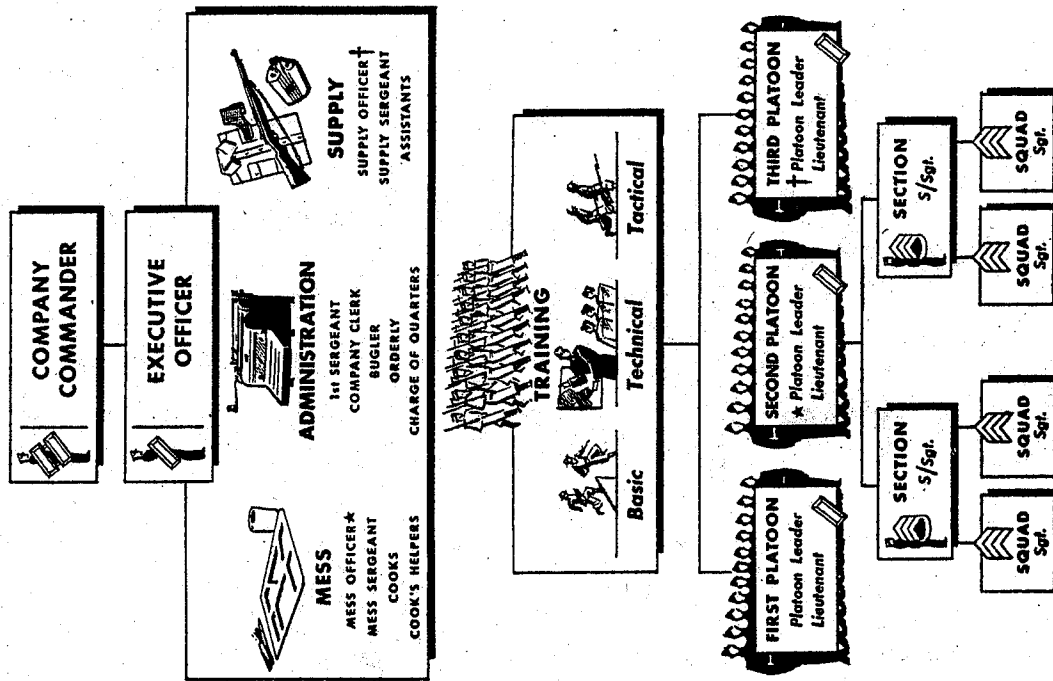 COMPANY
COMMANDER
EXECUTIVE
OFFICER
MESS
MESS OFFICER★
MESS SERGEANT
COOKS
COOK'S HELPERS
ADMINISTRATION
1st SERGEANT
COMPANY CLERK
BUGLER
ORDERLY
CHARGE OF QUARTERS
SUPPLY
SUPPLY OFFICER†
SUPPLY SERGEANT
ASSISTANTS
TRAINING
Basic
Technical
Tactical
FIRST PLATOON
Platoon Leader
Lieutenant
SECOND PLATOON
★ Platoon Leader
Lieutenant
THIRD PLATOON
† Platoon Leader
Lieutenant
SECTION
S/Sgt.
SECTION
S/Sgt.
SQUAD
Sgt.
SQUAD
Sgt.
SQUAD
Sgt.
SQUAD
Sgt.